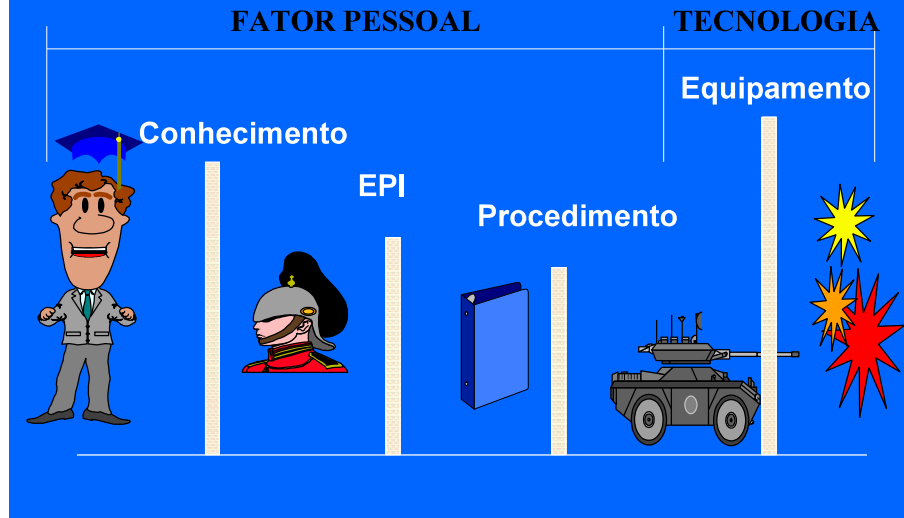 FATOR PESSOAL
TECNOLOGIA
Equipamento
Conhecimento
EPI
Procedimento